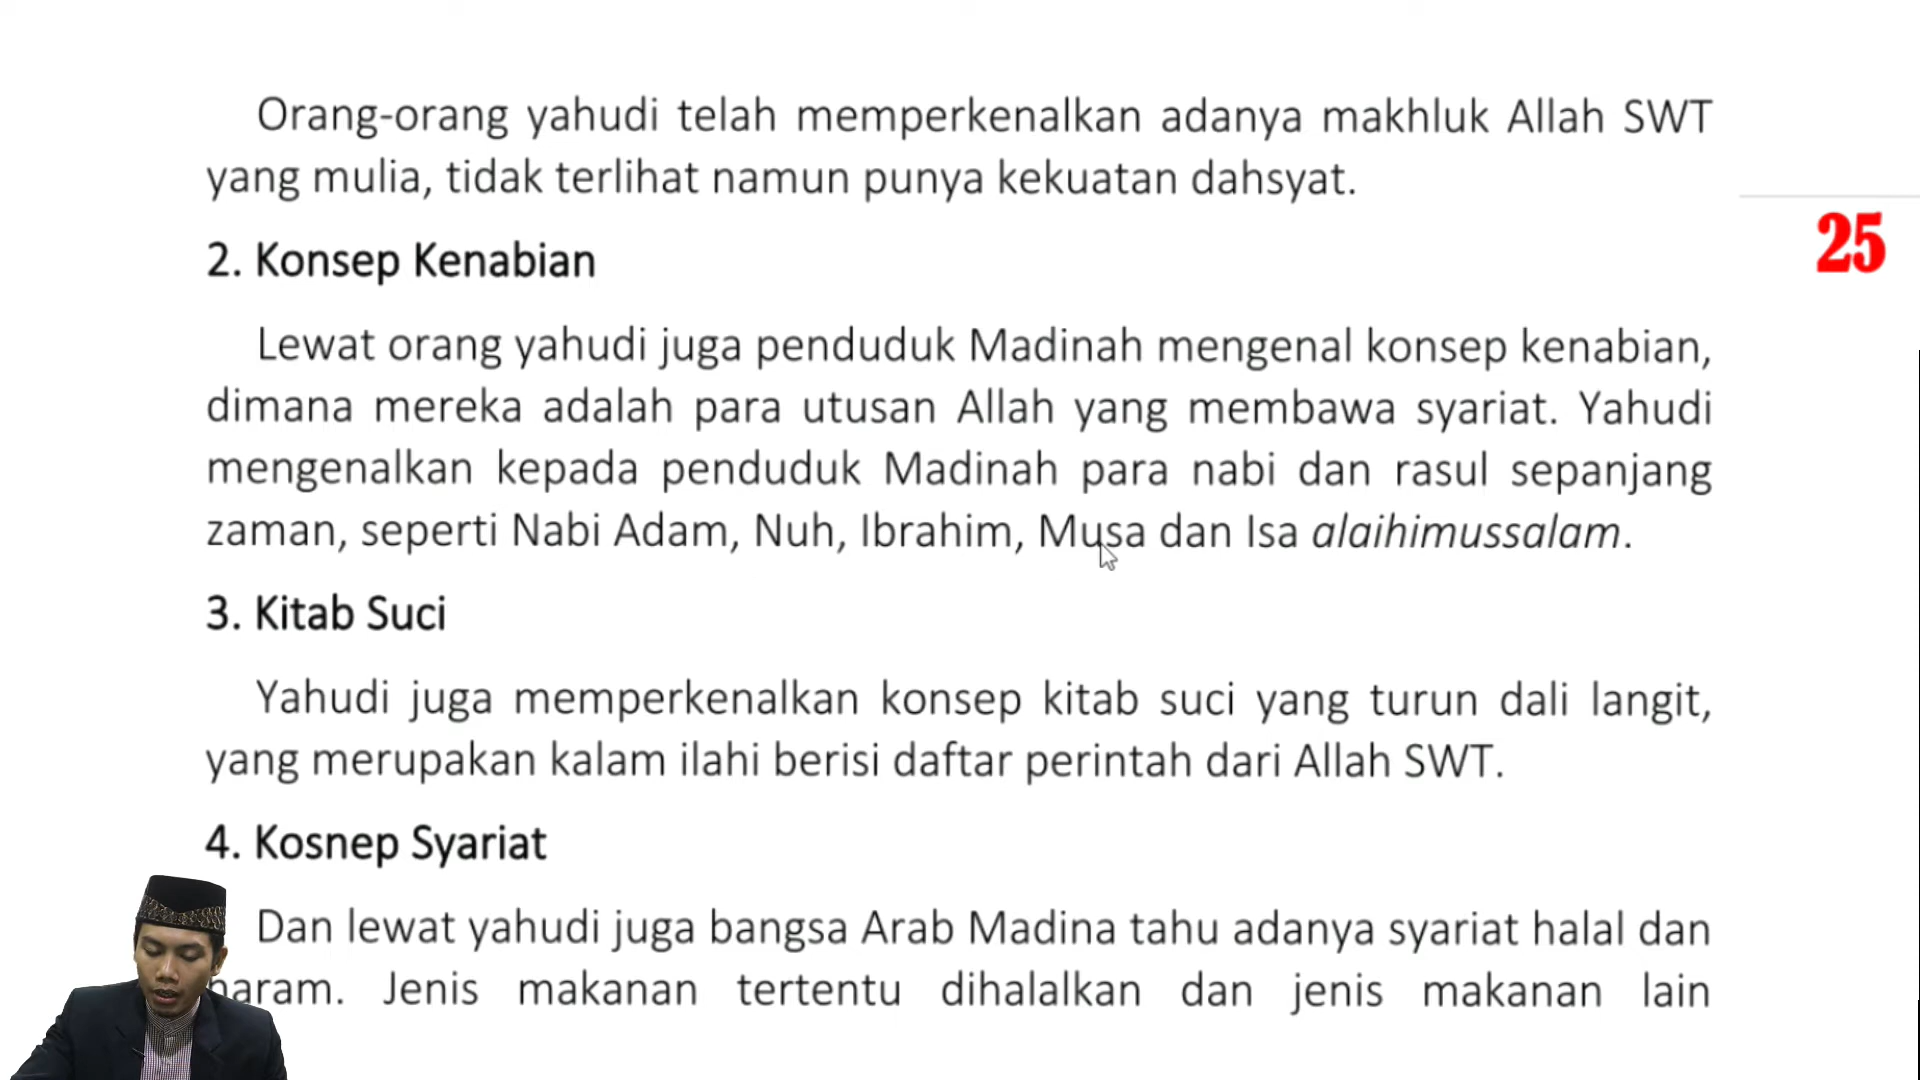 Orang-orang yahudi telah memperkenalkan adanya makhluk Allah SWT
yang mulia, tidak terlihat namun punya kekuatan dahsyat.
25
2. Konsep Kenabian
Lewat orang yahudi juga penduduk Madinah mengenal konsep kenabian,
dimana mereka adalah para utusan Allah yang membawa syariat. Yahudi
mengenalkan kepada penduduk Madinah para nabi dan rasul sepanjang
zaman, seperti Nabi Adam, Nuh, Ibrahim, Musa dan Isa alaihimussalam.
3. Kitab Suci
Yahudi juga memperkenalkan konsep kitab suci yang turun dali langit,
yang merupakan kalam ilahi berisi daftar perintah dari Allah SWT.
4. Kosnep Syariat
Dan lewat yahudi juga bangsa Arab Madina tahu adanya syariat halal dan
haram. Jenis makanan tertentu dihalalkan dan jenis makanan lain